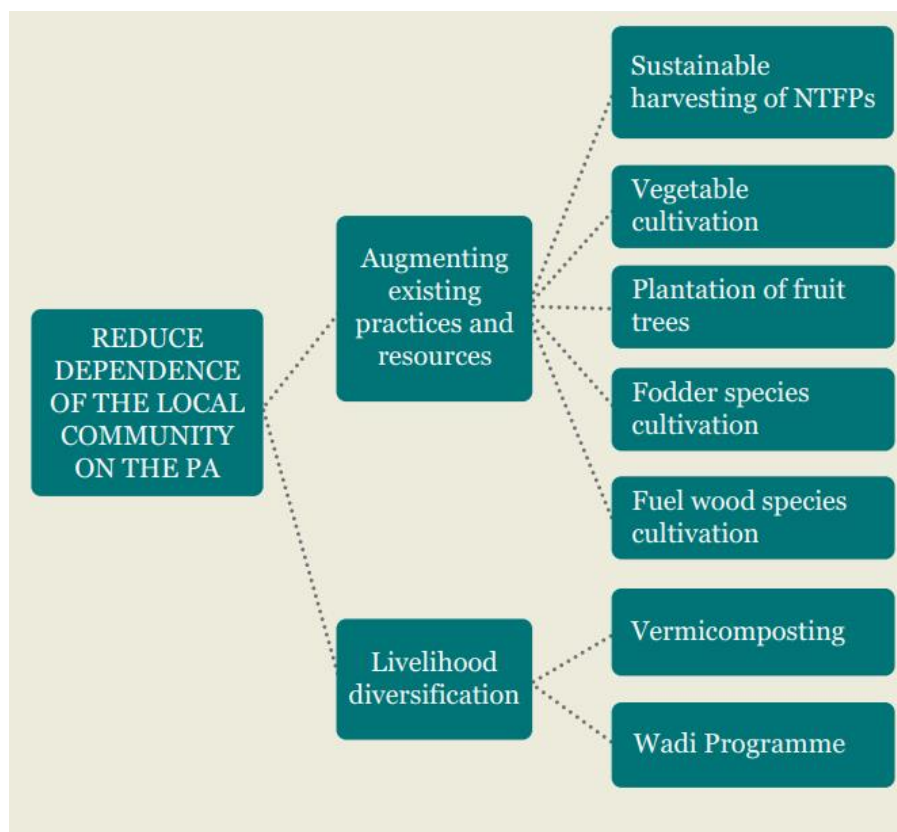 REDUCE
DEPENDENCE
OF THE LOCAL
COMMUNITY
ON THE PA
Augmenting
existing
practices and
resources
Sustainable
harvesting of NTFPs
Vegetable
cultivation
Plantation of fruit
trees
Fodder species
cultivation
Fuel wood species
cultivation
Livelihood
diversification
Vermicomposting
Wadi Programme